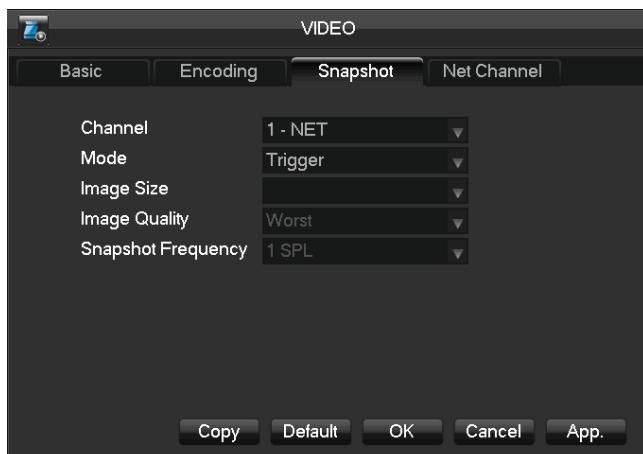 VIDEO
Basic Encoding Snapshot Net Channel
Channel 1 - NET
Mode Trigger
Image Size
Image Quality Worst
Snapshot Frequency 1 SPL
Copy Default OK Cancel App.